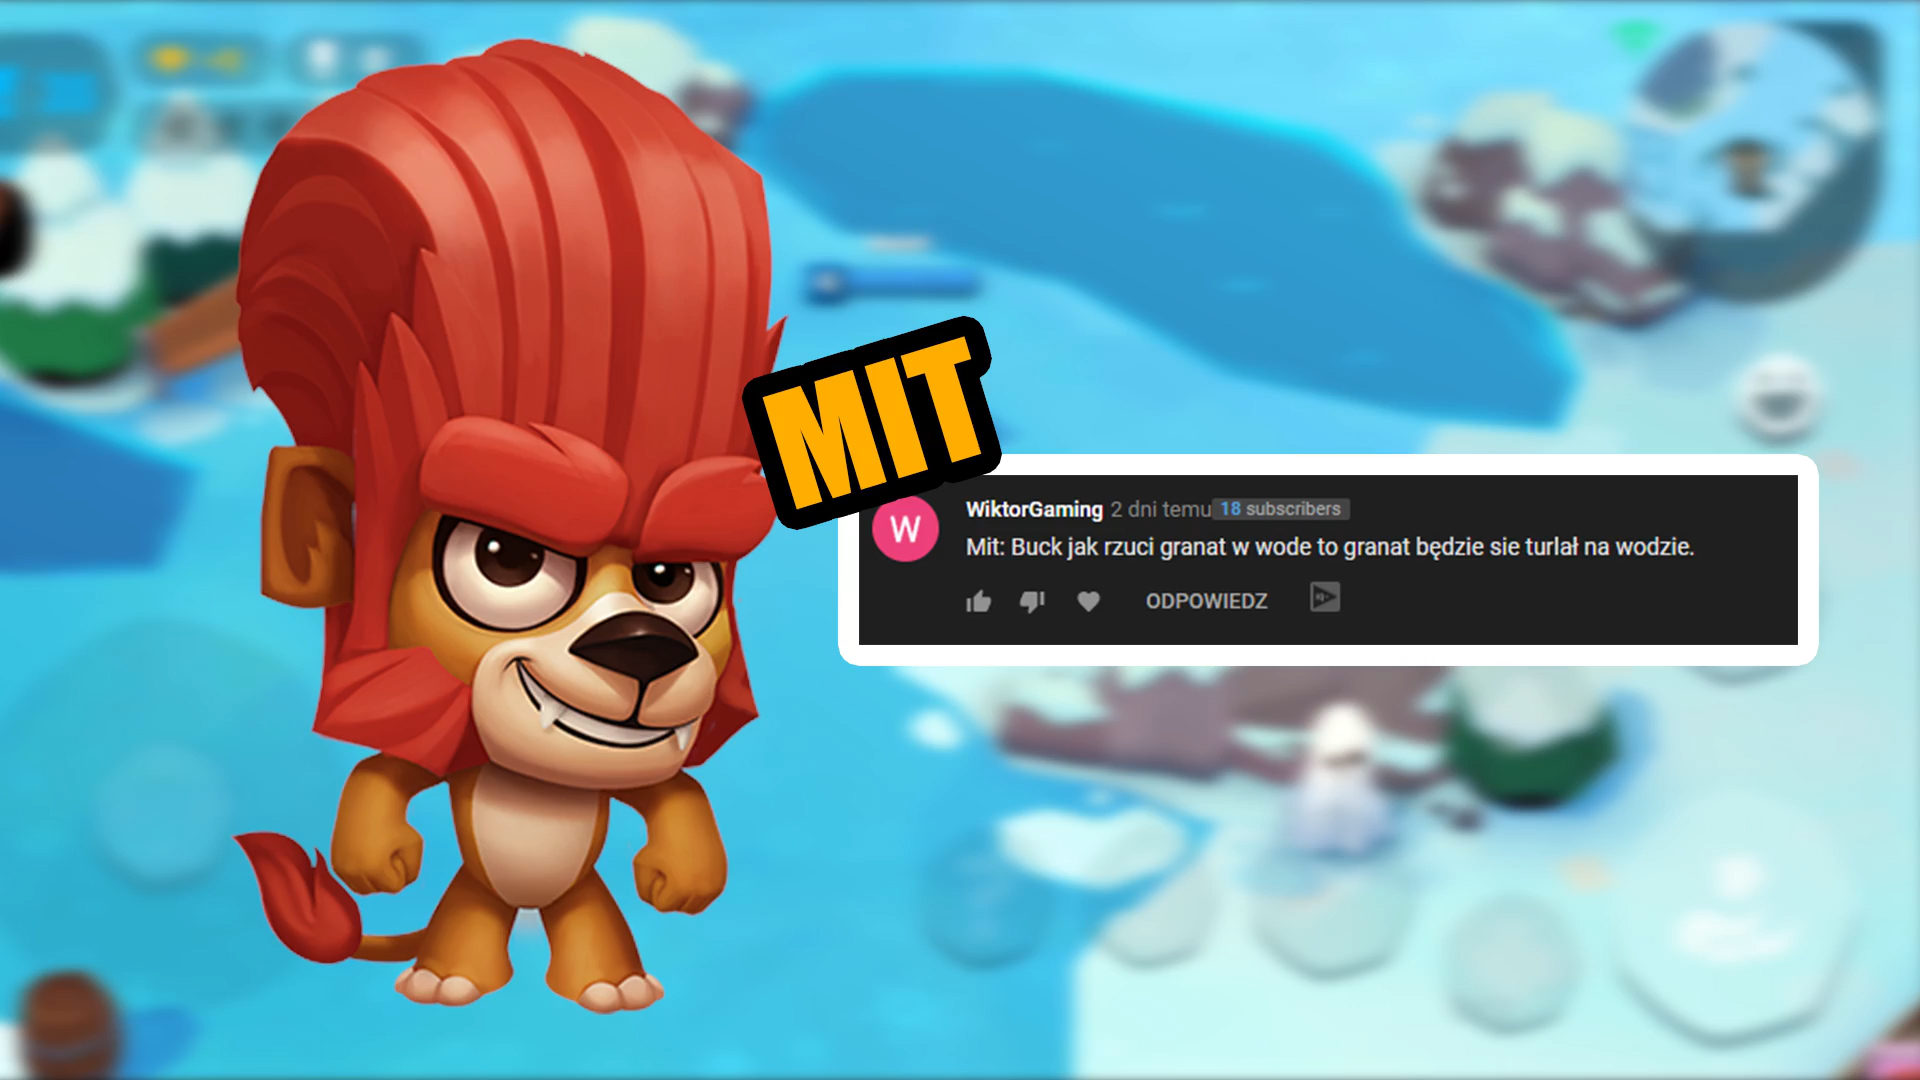 MIT
WiktorGaming 2 dni temu 18 subscribers
W
Mit: Buck jak rzuci granat w wode to granat będzie sie turlał na wodzie.
ODPOWIEDZ